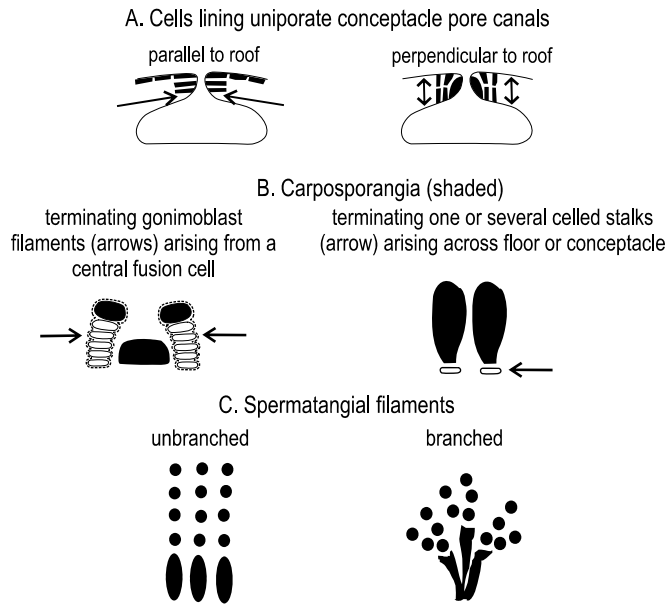 A. Cells lining uniporate conceptacle pore canals
parallel to roof
perpendicular to roof
B. Carposporangia (shaded)
terminating gonimoblast
filaments (arrows) arising from a
central fusion cell
terminating one or several celled stalks
(arrow) arising across floor or conceptacle
C. Spermatangial filaments
unbranched
branched